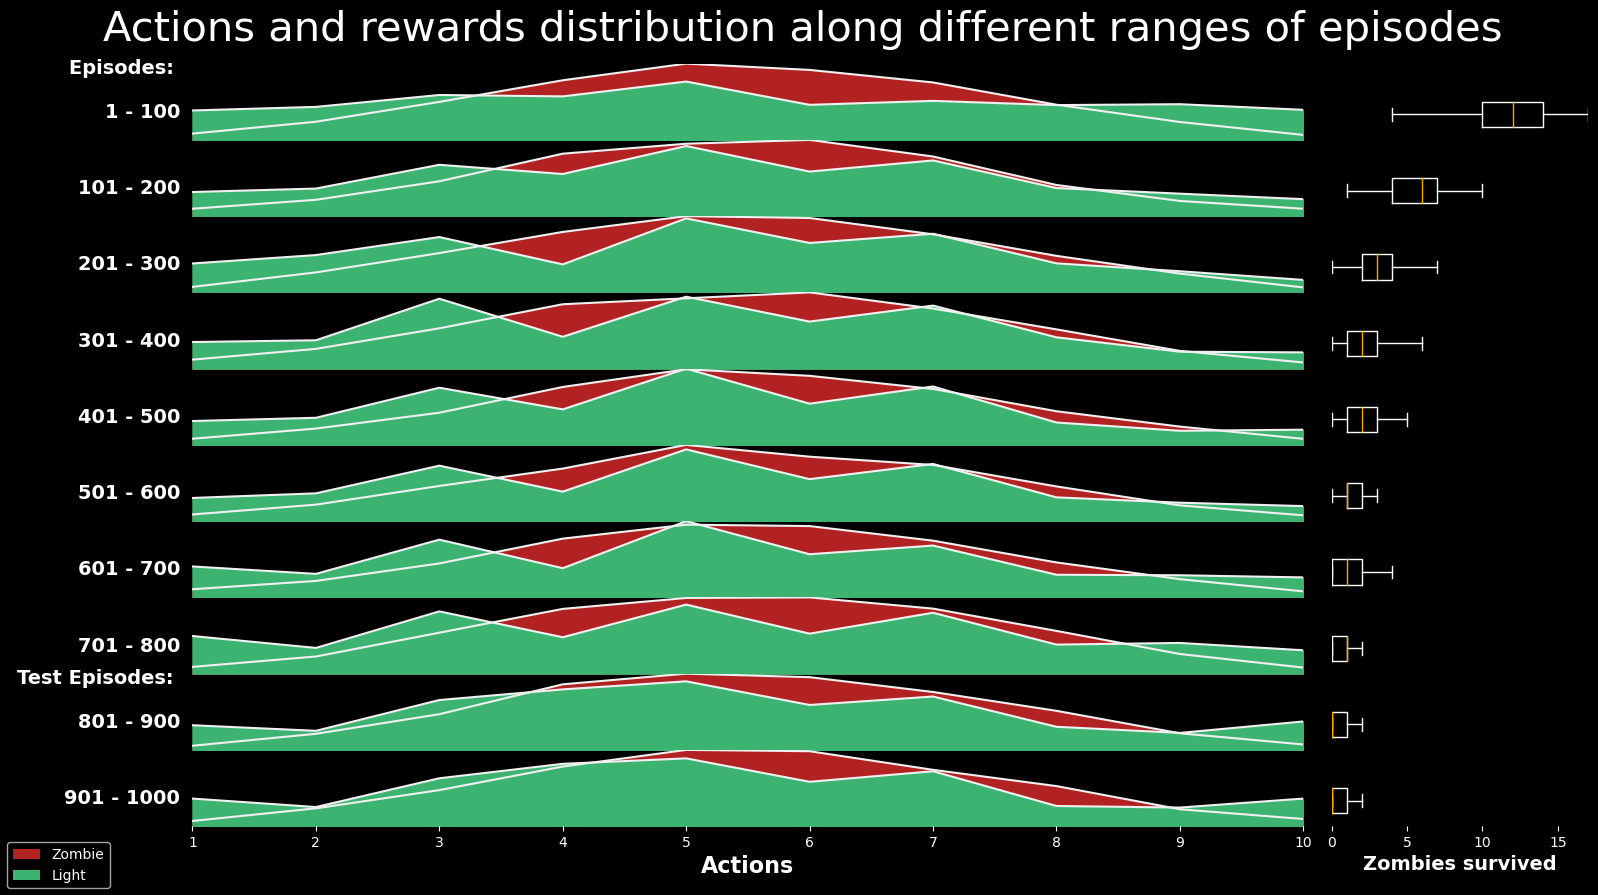 Actions and rewards distribution along different ranges of episodes
Episodes:
1 - 100
101 - 200
201 - 300
301 - 400
401 - 500
501 - 600
601 - 700
701 - 800
Test Episodes:
801 - 900
901 - 1000
1 2 3 4 5 6 7 8 9 10 0 5 10 15
Actions
Zombies survived
Zombie
Light